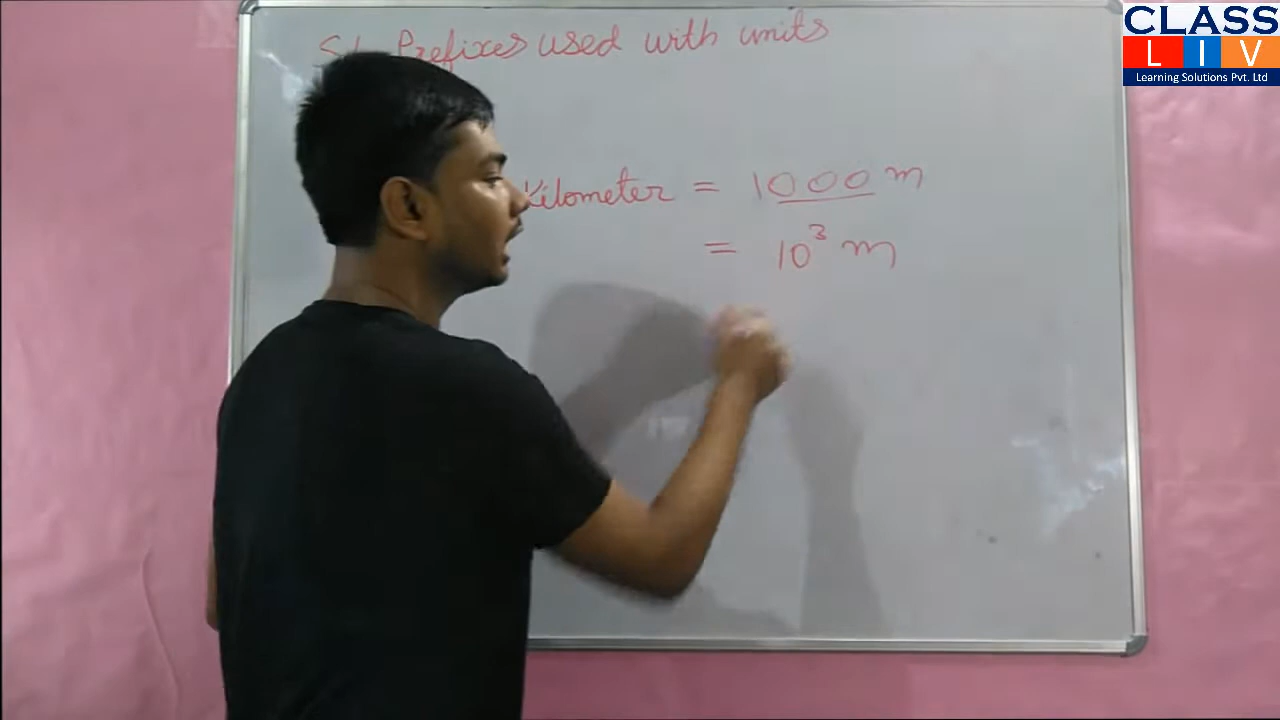 Prefixes used with units
Kilometer = 1000 m
= 10³ m
CLASS
L I V
Learning Solutions Pvt. Ltd